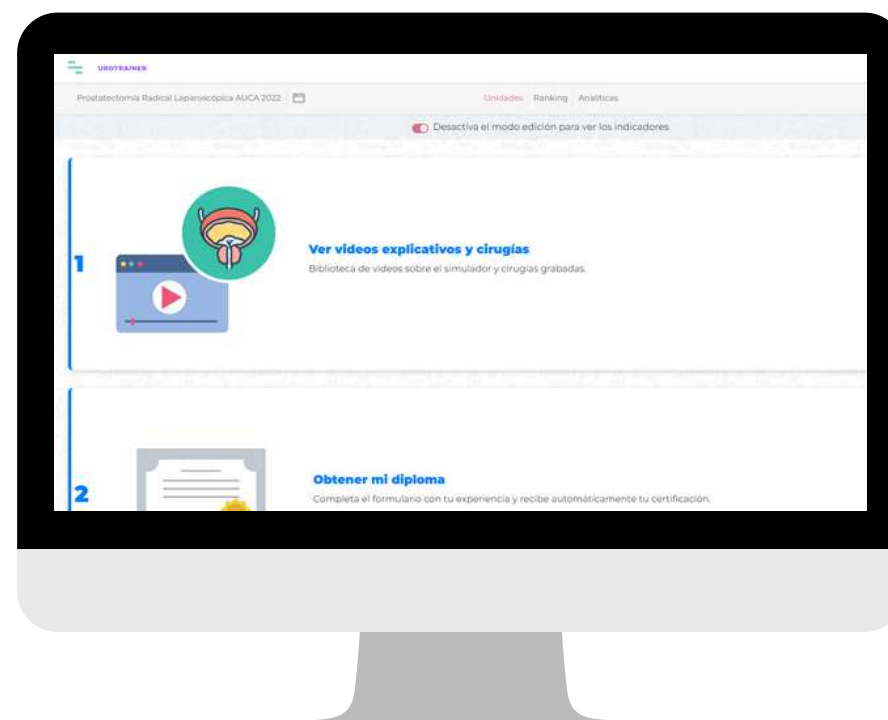 UROTRAINER
Prostatectomía Radical Laparoscópica AUCA 2022
Unidades Ranking Analíticas
Desactiva el modo edición para ver los indicadores
1
Ver videos explicativos y cirugías
Biblioteca de videos sobre el simulador y cirugías grabadas.
2
Obtener mi diploma
Completa el formulario con tu experiencia y recibe automáticamente tu certificación.